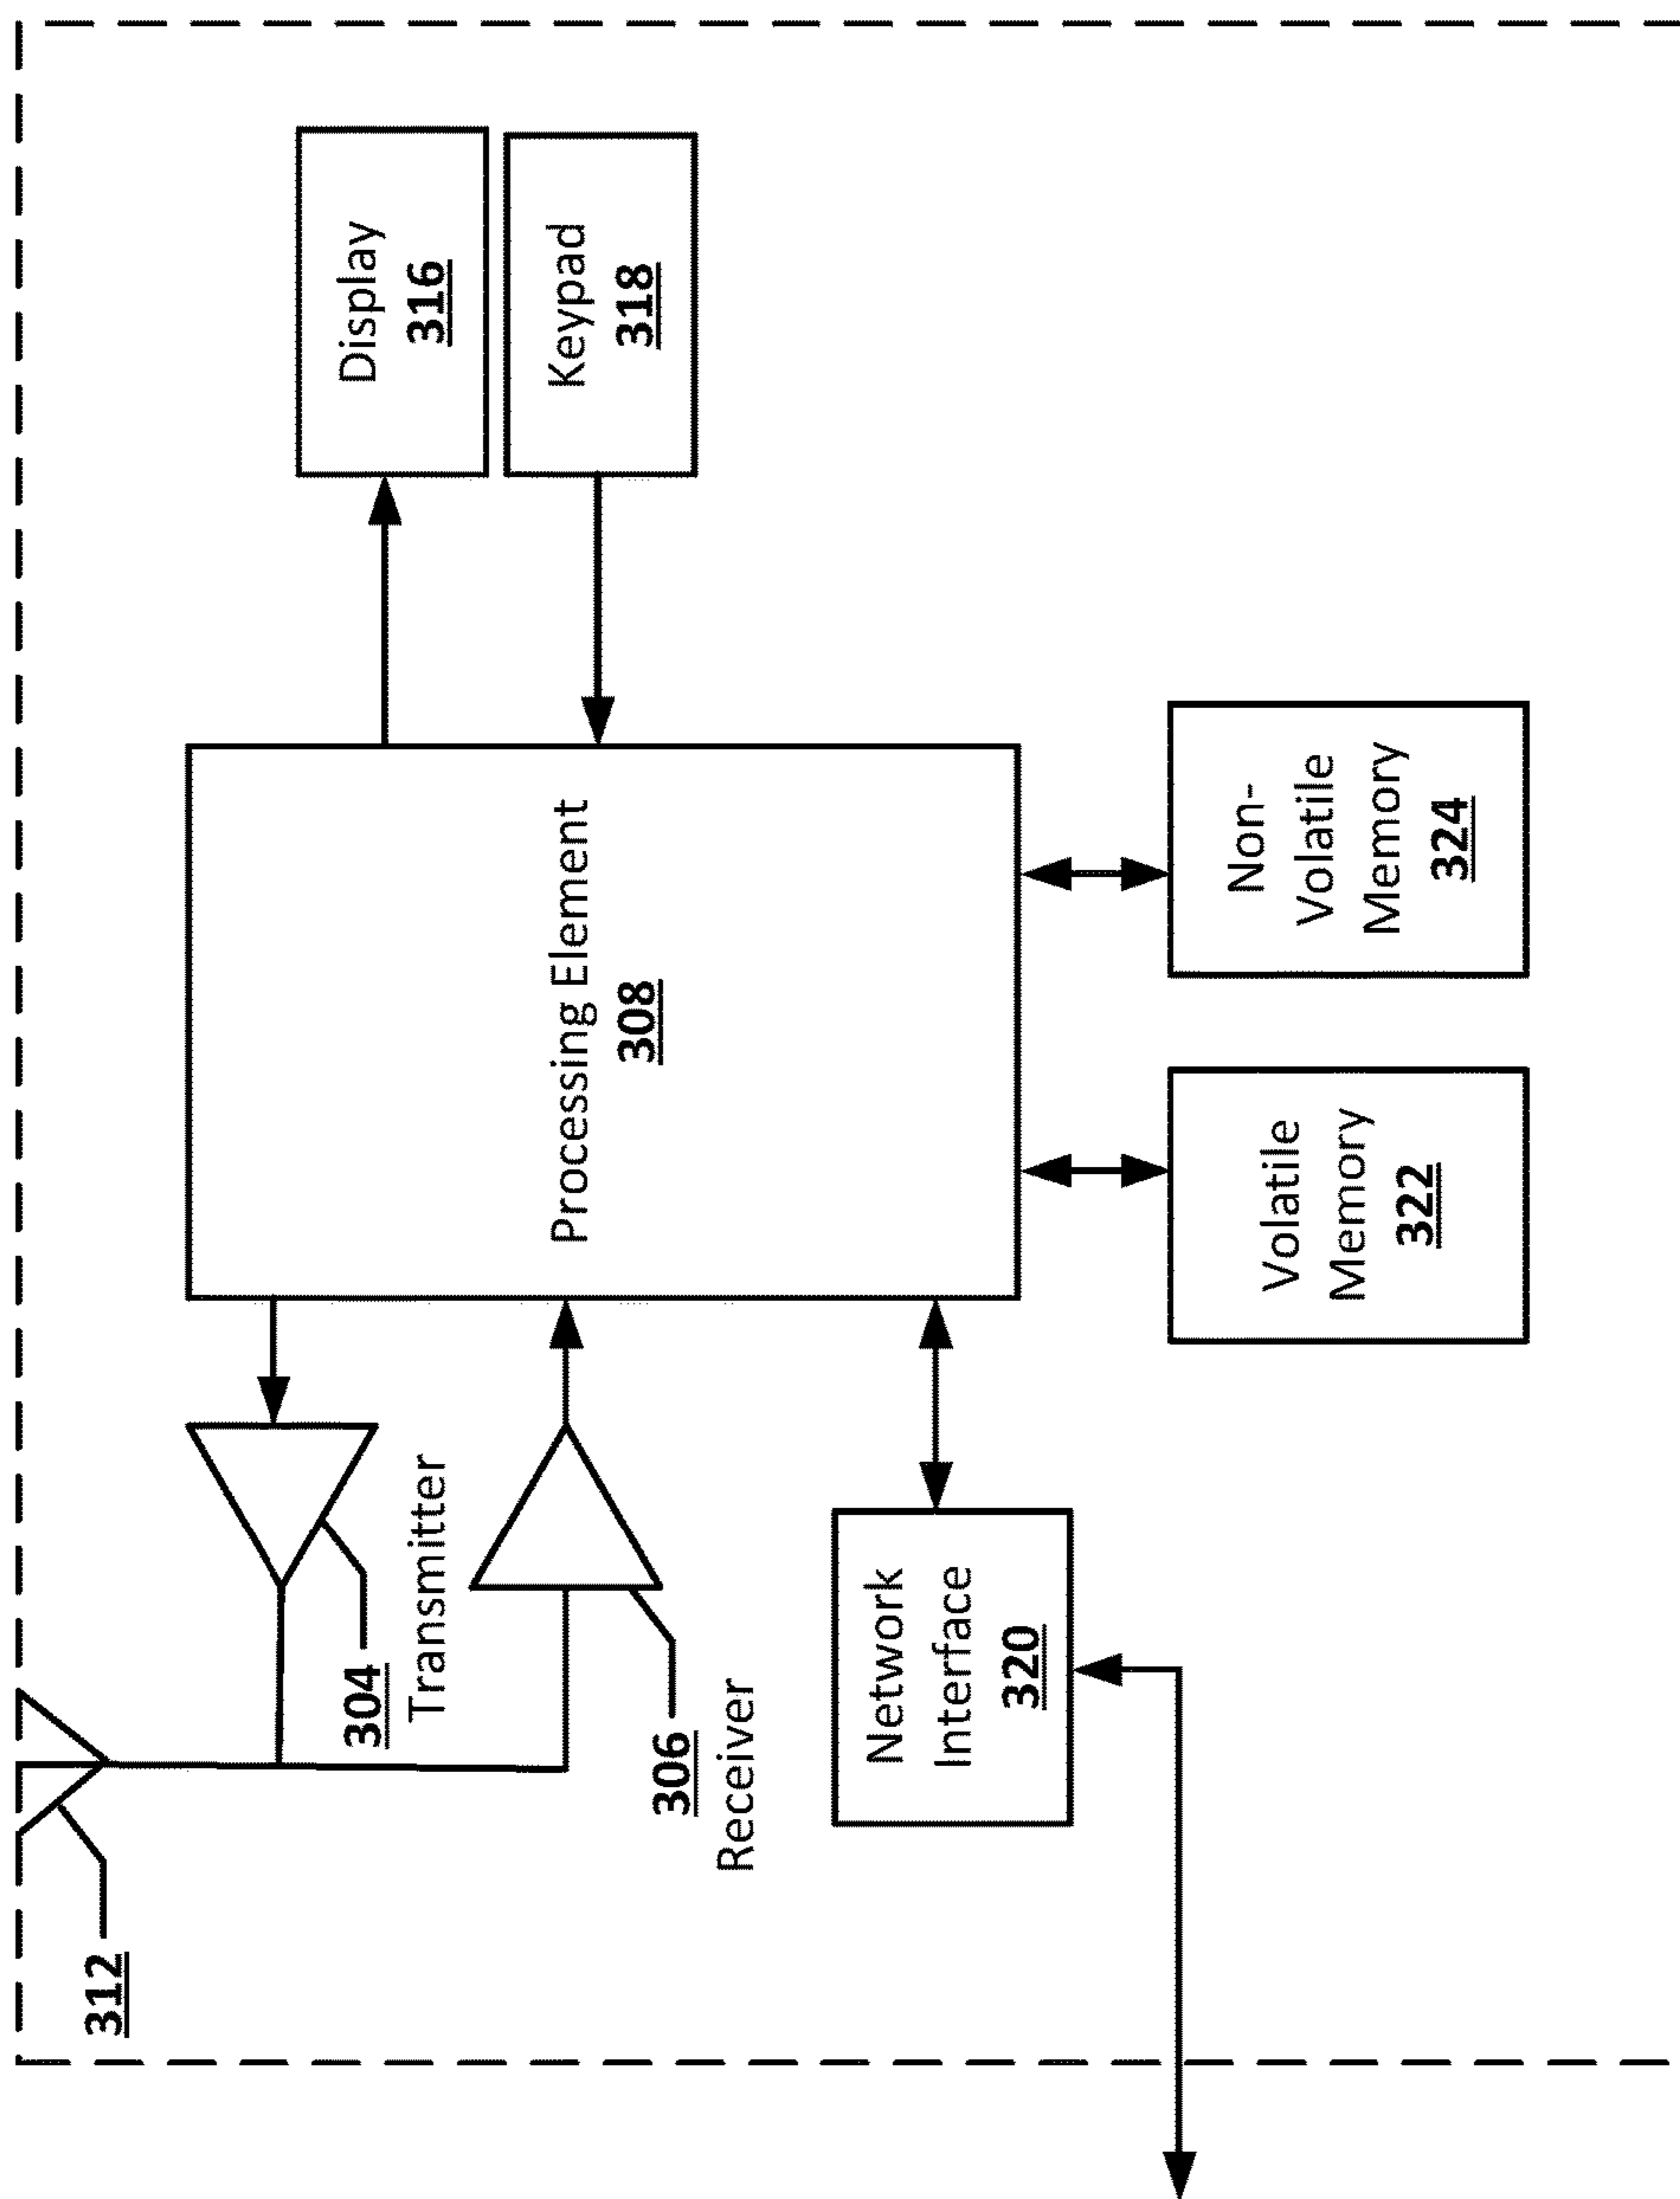 312
304
Transmitter
306
Receiver
Network
Interface
320
Processing Element
308
Volatile
Memory
322
Non-
Volatile
Memory
324
Display
316
Keypad
318